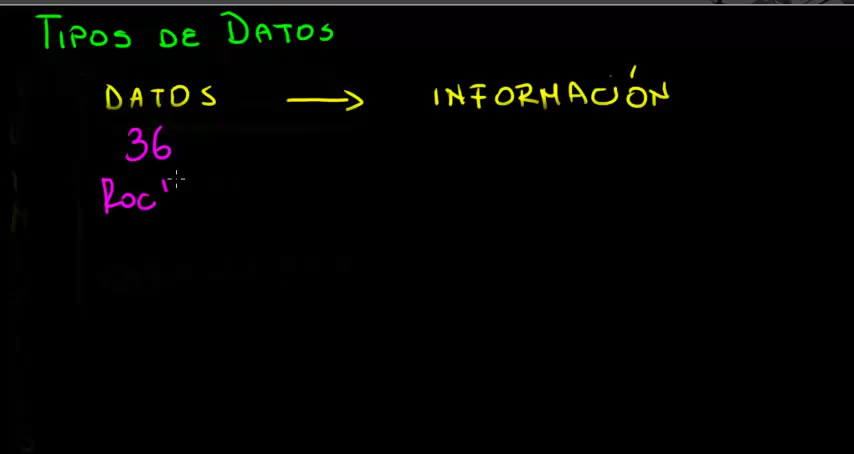 TIPOS DE DATOS
DATOS → INFORMACIÓN
36
Roc